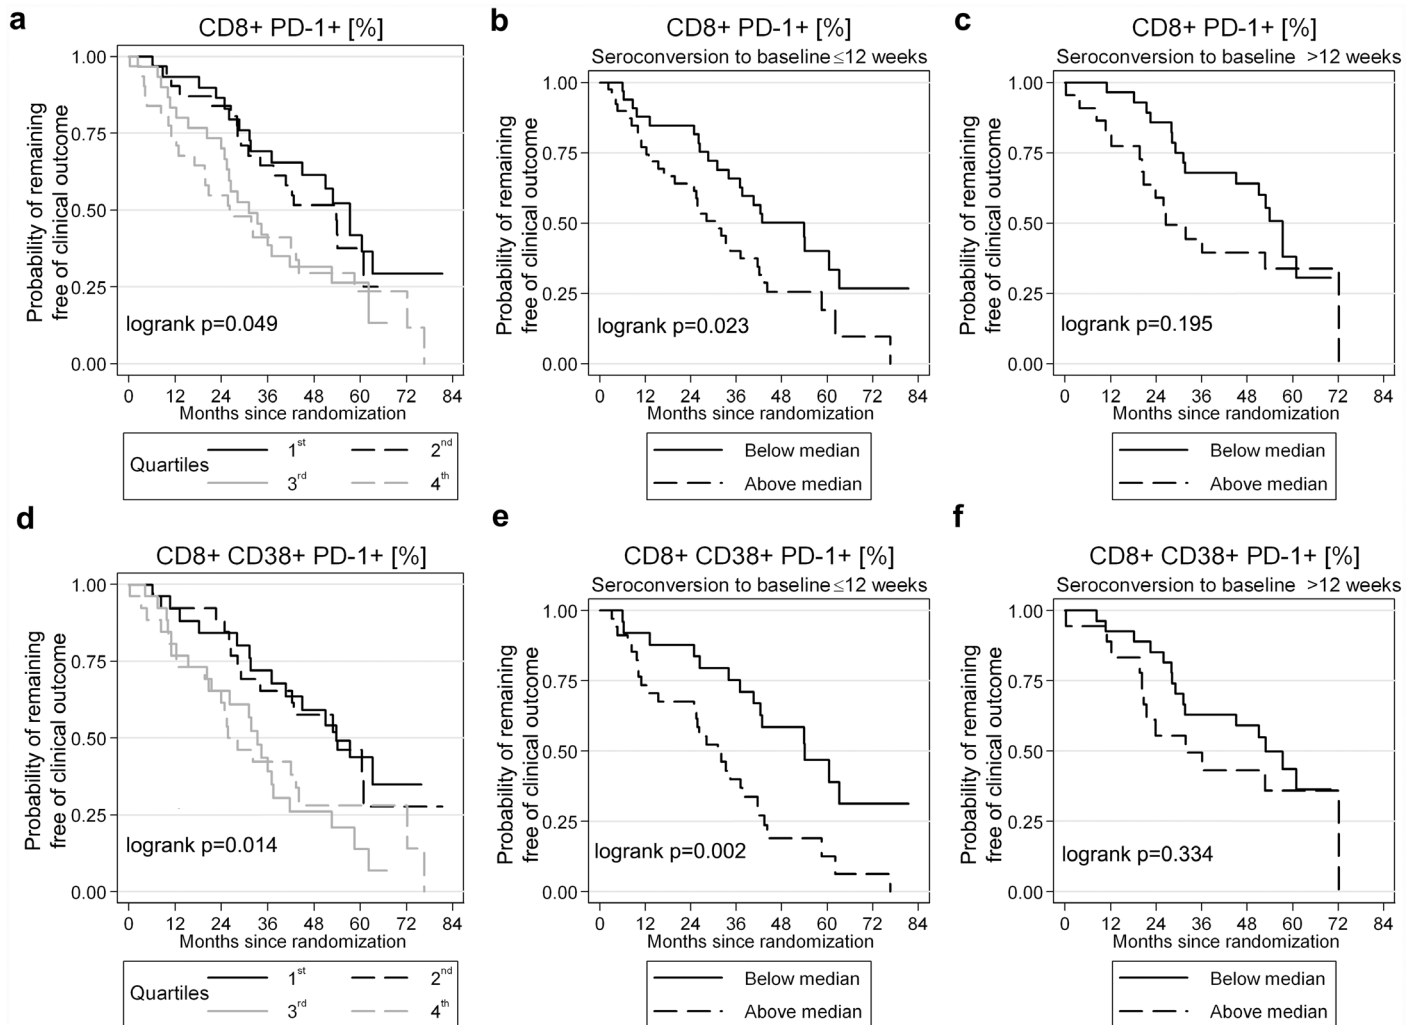 a
CD8+ PD-1+ [%]
Probability of remaining
free of clinical outcome
1.00
0.75
0.50
0.25
0.00
logrank p=0.049
0 12 24 36 48 60 72 84
Months since randomization
Quartiles
1st 2nd
3rd 4th
b
CD8+ PD-1+ [%]
Seroconversion to baseline ≤12 weeks
Probability of remaining
free of clinical outcome
1.00
0.75
0.50
0.25
0.00
logrank p=0.023
0 12 24 36 48 60 72 84
Months since randomization
Below median
Above median
c
CD8+ PD-1+ [%]
Seroconversion to baseline >12 weeks
Probability of remaining
free of clinical outcome
1.00
0.75
0.50
0.25
0.00
logrank p=0.195
0 12 24 36 48 60 72 84
Months since randomization
Below median
Above median
d
CD8+ CD38+ PD-1+ [%]
Probability of remaining
free of clinical outcome
1.00
0.75
0.50
0.25
0.00
logrank p=0.014
0 12 24 36 48 60 72 84
Months since randomization
Quartiles
1st 2nd
3rd 4th
e
CD8+ CD38+ PD-1+ [%]
Seroconversion to baseline ≤12 weeks
Probability of remaining
free of clinical outcome
1.00
0.75
0.50
0.25
0.00
logrank p=0.002
0 12 24 36 48 60 72 84
Months since randomization
Below median
Above median
f
CD8+ CD38+ PD-1+ [%]
Seroconversion to baseline >12 weeks
Probability of remaining
free of clinical outcome
1.00
0.75
0.50
0.25
0.00
logrank p=0.334
0 12 24 36 48 60 72 84
Months since randomization
Below median
Above median